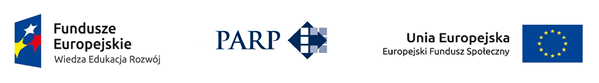 Fundusze
Europejskie
Wiedza Edukacja Rozwój
PARP
Unia Europejska
Europejski Fundusz Społeczny